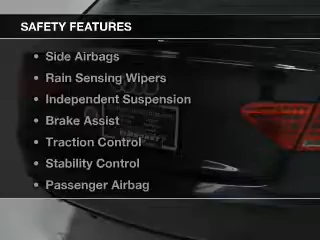 SAFETY FEATURES
• Side Airbags
• Rain Sensing Wipers
• Independent Suspension
• Brake Assist
• Traction Control
• Stability Control
• Passenger Airbag